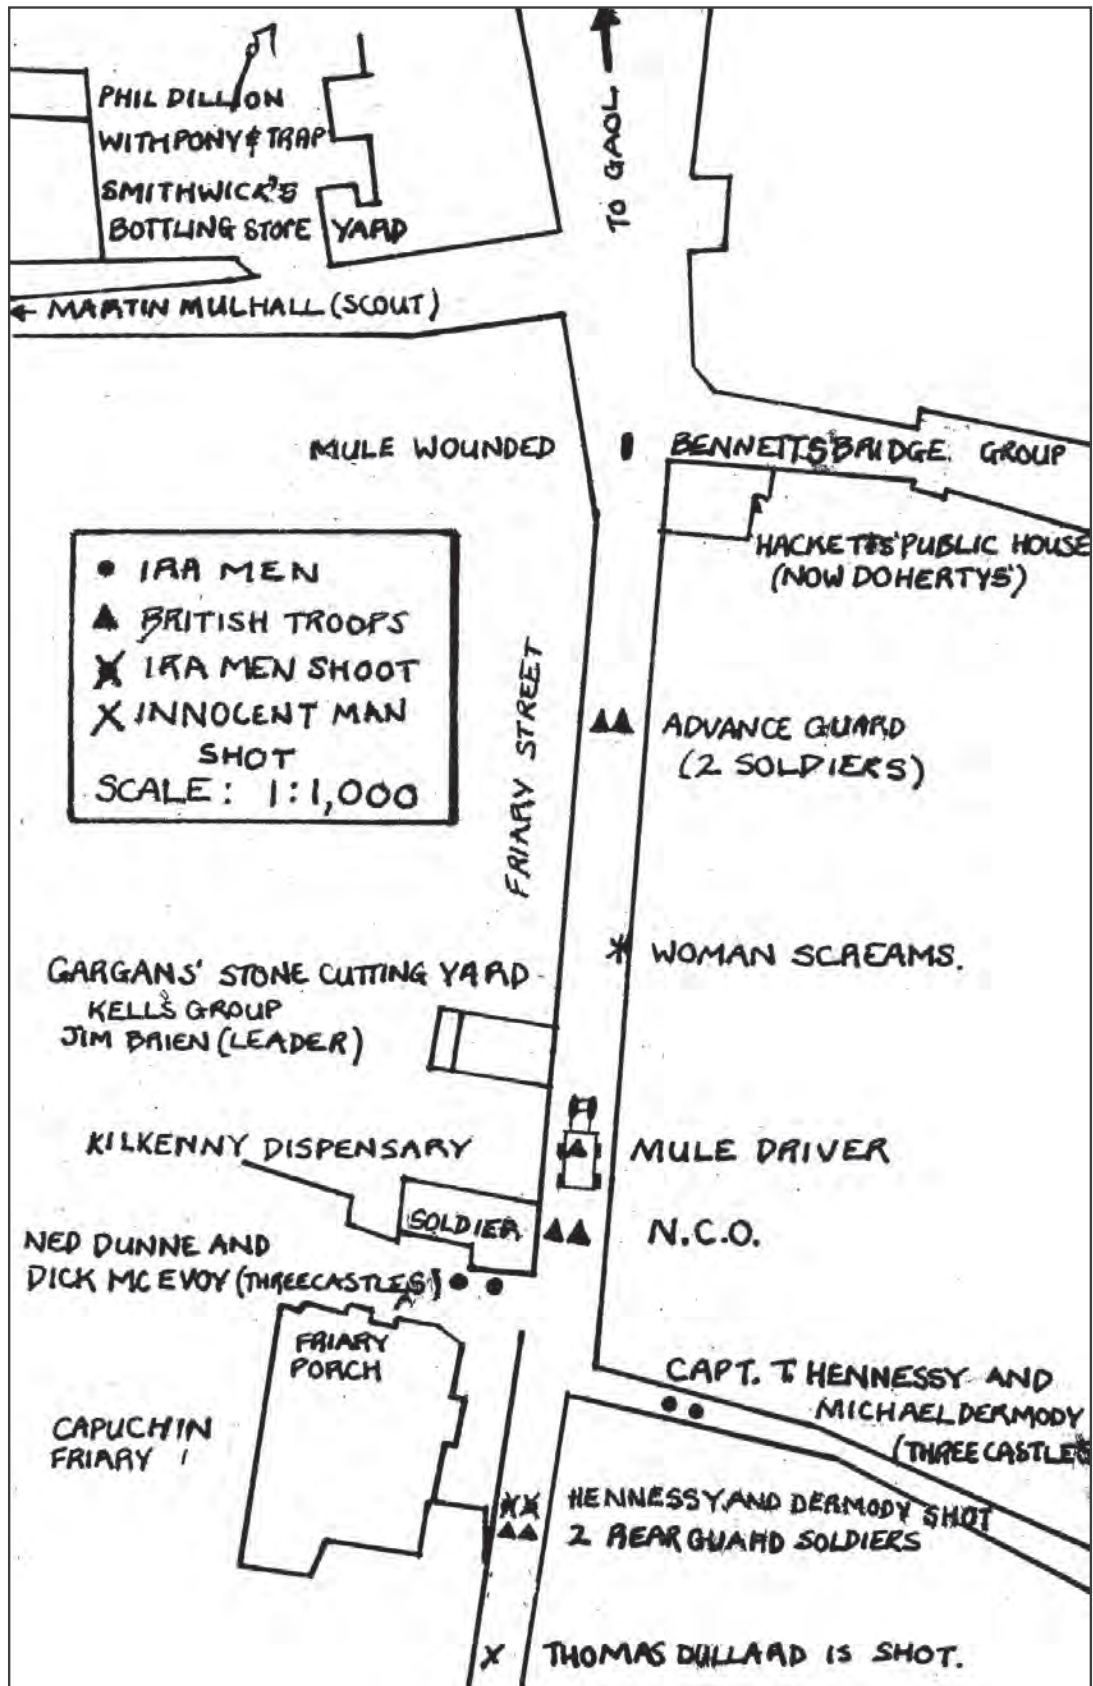 PHIL DILLON
WITH PONY & TRAP
SMITHWICK'S
BOTTLING STORE YARD
TO GAOL
← MARTIN MULHALL (SCOUT)
MULE WOUNDED
BENNETTSBRIDGE. GROUP
HACKETTS' PUBLIC HOUSE
(NOW DOHERTYS')
● IRA MEN
▲ BRITISH TROOPS
IRA MEN SHOOT
X INNOCENT MAN
SHOT
SCALE: 1:1,000
FRIARY STREET
ADVANCE GUARD
(2 SOLDIERS)
WOMAN SCREAMS.
GARGANS' STONE CUTTING YARD
KELLS GROUP
JIM BRIEN (LEADER)
KILKENNY DISPENSARY
MULE DRIVER
SOLDIER
N.C.O.
NED DUNNE AND
DICK MC EVOY (THREECASTLES)
FRIARY
PORCH
CAPUCHIN
FRIARY
CAPT. T. HENNESSY AND
MICHAEL DERMODY
(THREECASTLES
HENNESSY AND DERMODY SHOT
2 REAR GUARD SOLDIERS
X THOMAS DULLARD IS SHOT.